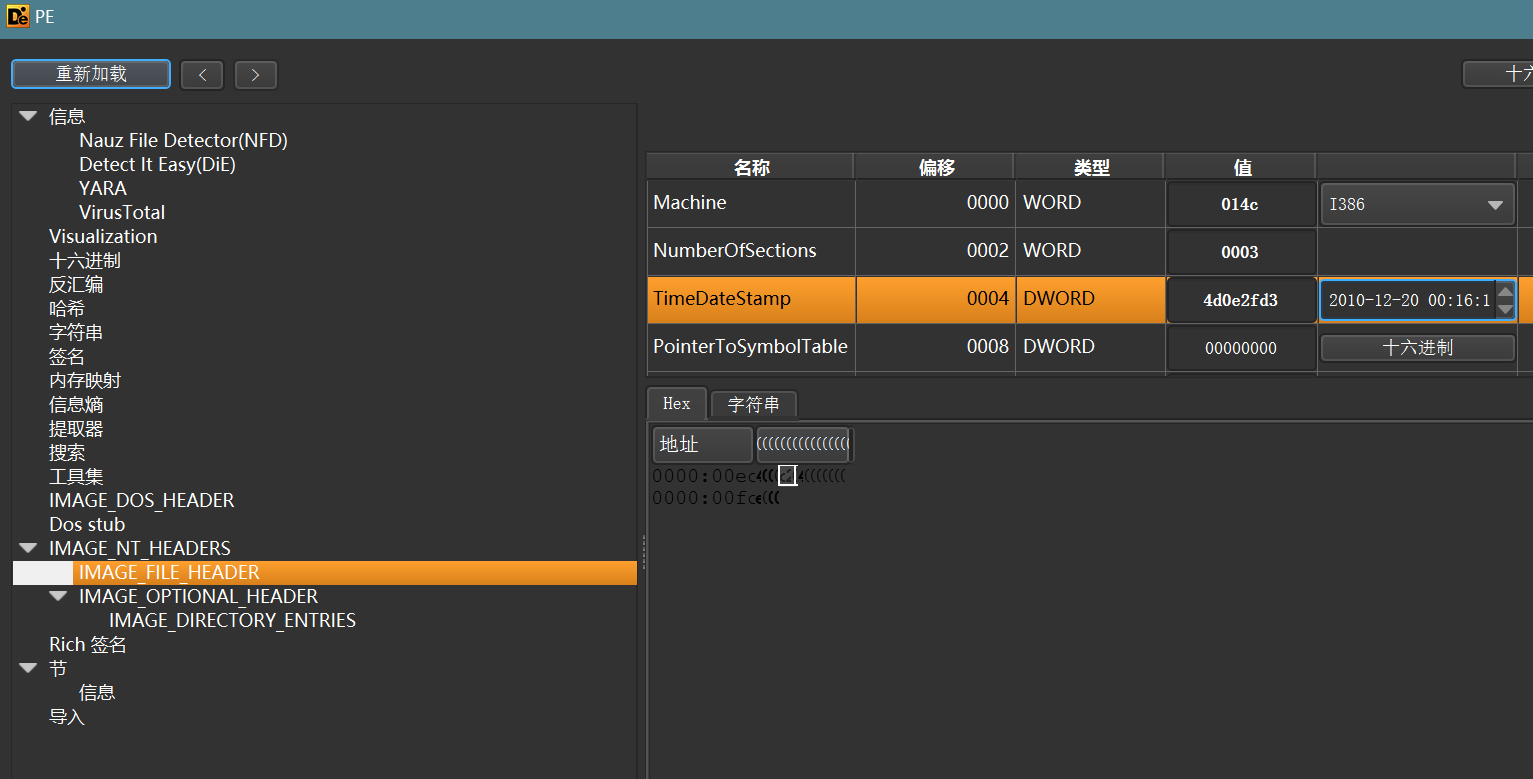 PE
重新加载
<
>
信息
Nauz File Detector(NFD)
Detect It Easy(DiE)
YARA
VirusTotal
Visualization
十六进制
反汇编
哈希
字符串
签名
内存映射
信息熵
提取器
搜索
工具集
IMAGE_DOS_HEADER
Dos stub
IMAGE_NT_HEADERS
IMAGE_FILE_HEADER
IMAGE_OPTIONAL_HEADER
IMAGE_DIRECTORY_ENTRIES
Rich 签名
节
信息
导入
名称 偏移 类型 值
Machine 0000 WORD 014c I386
NumberOfSections 0002 WORD 0003
TimeDateStamp 0004 DWORD 4d0e2fd3 2010-12-20 00:16:1
PointerToSymbolTable 0008 DWORD 00000000 十六进制
Hex 字符串
地址
0000:00ec
0000:00fc